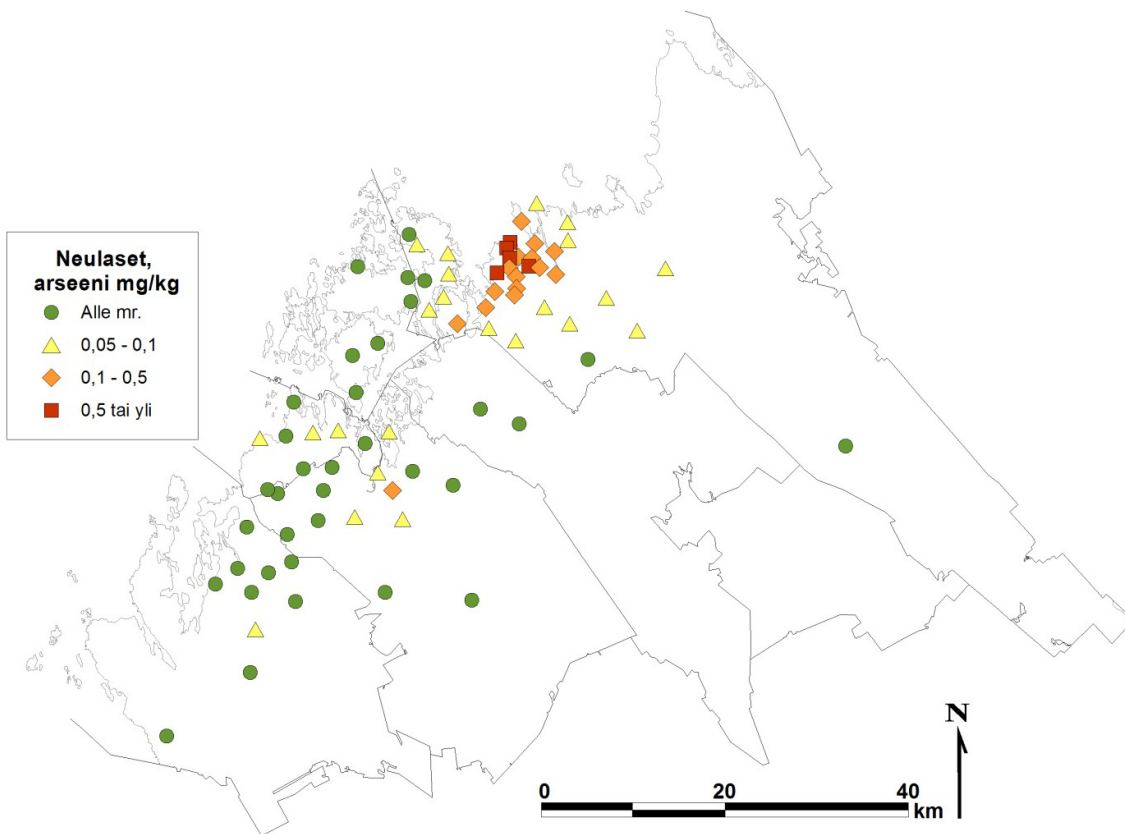 Neulaset,
arseeni mg/kg
Alle mr.
0,05 - 0,1
0,1 - 0,5
0,5 tai yli
N
0 20 40
km